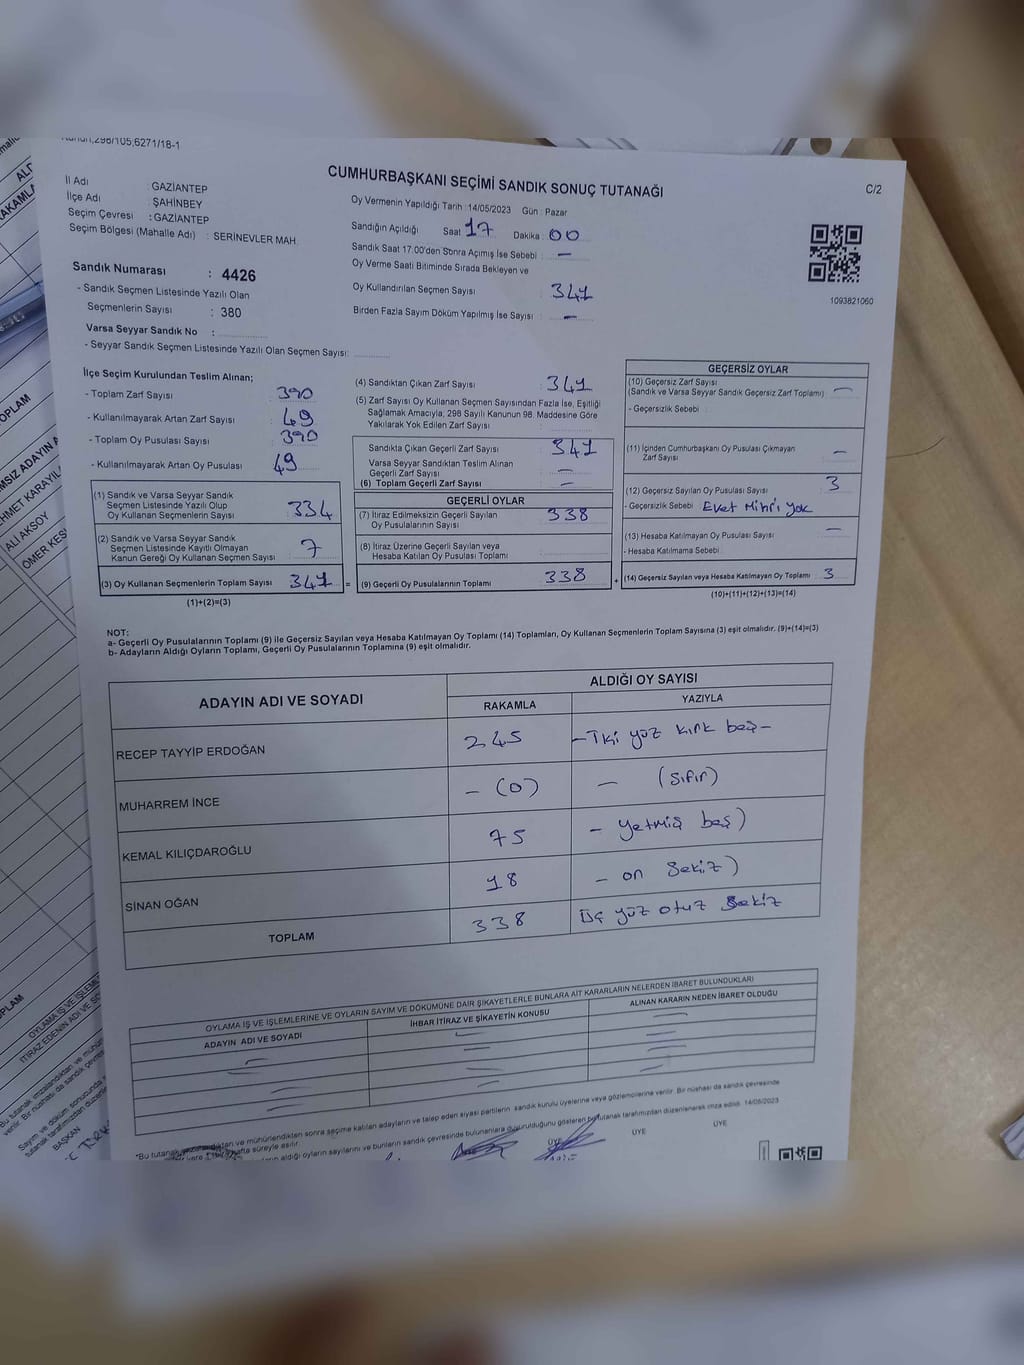 298/105,6271/18-1
CUMHURBAŞKANI SEÇİMİ SANDIK SONUÇ TUTANAĞI
C/2
İl Adı : GAZİANTEP
İlçe Adı : ŞAHİNBEY
Seçim Çevresi : GAZİANTEP
Seçim Bölgesi (Mahalle Adı) : SERİNEVLER MAH.
Sandık Numarası : 4426
- Sandık Seçmen Listesinde Yazılı Olan
Seçmenlerin Sayısı : 380
Varsa Seyyar Sandık No :
- Seyyar Sandık Seçmen Listesinde Yazılı Olan Seçmen Sayısı:
Oy Vermenin Yapıldığı Tarih : 14/05/2023 Gün : Pazar
Sandığın Açıldığı Saat 17 Dakika : 00
Sandık Saat 17:00'den Sonra Açımış İse Sebebi : —
Oy Verme Saati Bitiminde Sırada Bekleyen ve
Oy Kullandırılan Seçmen Sayısı : 341
Birden Fazla Sayım Döküm Yapılmış İse Sayısı : —
1093821060
İlçe Seçim Kurulundan Teslim Alınan;
- Toplam Zarf Sayısı : 390
- Kullanılmayarak Artan Zarf Sayısı : 49
- Toplam Oy Pusulası Sayısı : 390
- Kullanılmayarak Artan Oy Pusulası 49
(1) Sandık ve Varsa Seyyar Sandık
Seçmen Listesinde Yazılı Olup
Oy Kullanan Seçmenlerin Sayısı : 334
(2) Sandık ve Varsa Seyyar Sandık
Seçmen Listesinde Kayıtlı Olmayan
Kanun Gereği Oy Kullanan Seçmen Sayısı : 7
(3) Oy Kullanan Seçmenlerin Toplam Sayısı : 341 =
(1)+(2)=(3)
(4) Sandıktan Çıkan Zarf Sayısı : 341
(5) Zarf Sayısı Oy Kullanan Seçmen Sayısından Fazla İse, Eşitliği
Sağlamak Amacıyla, 298 Sayılı Kanunun 98. Maddesine Göre
Yakılarak Yok Edilen Zarf Sayısı :
Sandıkta Çıkan Geçerli Zarf Sayısı : 341
Varsa Seyyar Sandıktan Teslim Alınan
Geçerli Zarf Sayısı : —
(6) Toplam Geçerli Zarf Sayısı : —
GEÇERLİ OYLAR
(7) İtiraz Edilmeksizin Geçerli Sayılan
Oy Pusulalarının Sayısı : 338
(8) İtiraz Üzerine Geçerli Sayılan veya
Hesaba Katılan Oy Pusulası Toplamı :
(9) Geçerli Oy Pusulalarının Toplamı : 338 +
GEÇERSİZ OYLAR
(10) Geçersiz Zarf Sayısı
(Sandık ve Varsa Seyyar Sandık Geçersiz Zarf Toplamı) : —
- Geçersizlik Sebebi :
(11) İçinden Cumhurbaşkanı Oy Pusulası Çıkmayan
Zarf Sayısı : —
(12) Geçersiz Sayılan Oy Pusulası Sayısı : 3
- Geçersizlik Sebebi : Evet Mihri yok
(13) Hesaba Katılmayan Oy Pusulası Sayısı : —
- Hesaba Katılmama Sebebi :
(14) Geçersiz Sayılan veya Hesaba Katılmayan Oy Toplamı : 3
(10)+(11)+(12)+(13)=(14)
NOT:
a- Geçerli Oy Pusulalarının Toplamı (9) ile Geçersiz Sayılan veya Hesaba Katılmayan Oy Toplamı (14) Toplamları, Oy Kullanan Seçmenlerin Toplam Sayısına (3) eşit olmalıdır. (9)+(14)=(3)
b- Adayların Aldığı Oyların Toplamı, Geçerli Oy Pusulalarının Toplamına (9) eşit olmalıdır.
ADAYIN ADI VE SOYADI
ALDIĞI OY SAYISI
RAKAMLA YAZIYLA
RECEP TAYYİP ERDOĞAN 245 -İki yüz kırk beş-
MUHARREM İNCE - (0) - (Sıfır)
KEMAL KILIÇDAROĞLU 75 - Yetmiş beş)
SİNAN OĞAN 18 - on Sekiz)
TOPLAM 338 Üç yüz otuz Sekiz
OYLAMA İŞ VE İŞLEMLERİNE VE OYLARIN SAYIM VE DÖKÜMÜNE DAİR ŞİKAYETLERLE BUNLARA AİT KARARLARIN NELERDEN İBARET BULUNDUKLARI
ADAYIN ADI VE SOYADI İHBAR İTİRAZ VE ŞİKAYETİN KONUSU ALINAN KARARIN NEDEN İBARET OLDUĞU
ve mühürlendikten sonra seçime katılan adayların ve talep eden siyasi partilerin sandık kurulu üyelerine veya gözlemcilerine verilir. Bir nüshası da sandık çevresinde
süreyle asılır.
aldığı oyların sayılarını ve bunların sandık çevresinde bulunanlara duyurulduğunu gösteren bu tutanak tarafımızdan düzenlenerek imza edildi. 14/05/2023
ÜYE ÜYE ÜYE